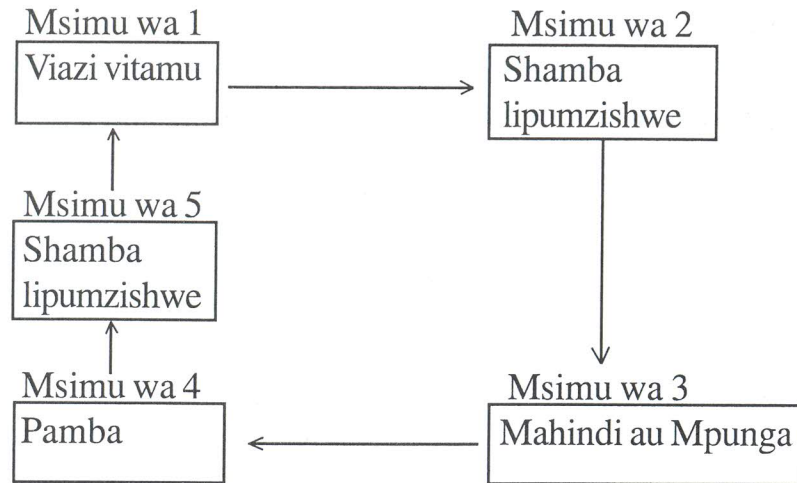 Msimu wa 1
Viazi vitamu
Msimu wa 2
Shamba
lipumzishwe
Msimu wa 3
Mahindi au Mpunga
Msimu wa 4
Pamba
Msimu wa 5
Shamba
lipumzishwe